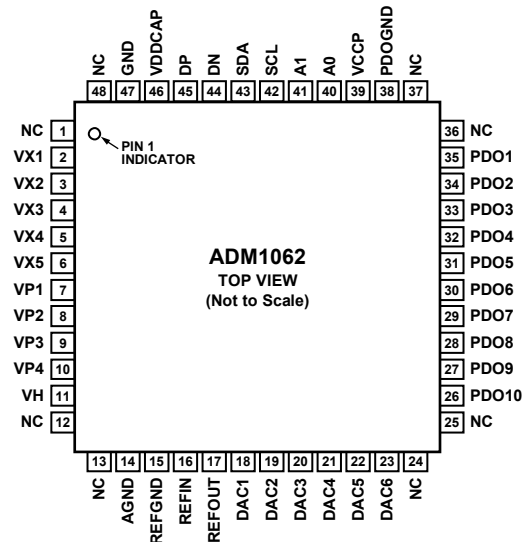 NC
GND
VDDCAP
DP
DN
SDA
SCL
A1
A0
VCCP
PDOGND
NC
48 47 46 45 44 43 42 41 40 39 38 37
NC 1
VX1 2
VX2 3
VX3 4
VX4 5
VX5 6
VP1 7
VP2 8
VP3 9
VP4 10
VH 11
NC 12
PIN 1
INDICATOR
ADM1062
TOP VIEW
(Not to Scale)
36 NC
35 PDO1
34 PDO2
33 PDO3
32 PDO4
31 PDO5
30 PDO6
29 PDO7
28 PDO8
27 PDO9
26 PDO10
25 NC
13 14 15 16 17 18 19 20 21 22 23 24
NC
AGND
REFGND
REFIN
REFOUT
DAC1
DAC2
DAC3
DAC4
DAC5
DAC6
NC